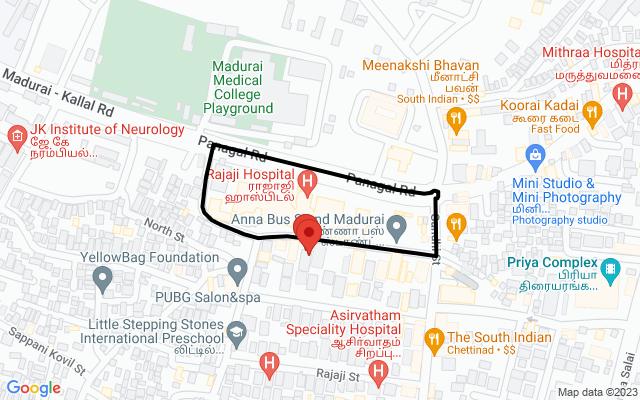 Mithraa Hospital
மித்ரா
மருத்துவமனை
Meenakshi Bhavan
மீனாட்சி
பவன்
South Indian • $$
Madurai
Medical
College
Playground
Madurai - Kallal Rd
Koorai Kadai
கூரை கடை
Fast Food
JK Institute of Neurology
ஜே.கே
நரம்பியல்...
Panagal Rd
Rajaji Hospital
ராஜாஜி
ஹாஸ்பிடல்
Panagal Rd
Mini Studio &
Mini Photography
மினி...
Photography studio
Anna Bus Stand Madurai
North St
YellowBag Foundation
Priya Complex
பிரியா
திரையரங்க...
PUBG Salon&spa
Asirvatham
Speciality Hospital
ஆசிர்வாதம்
சிறப்பு...
Little Stepping Stones
International Preschool
லிட்டில்...
The South Indian
Chettinad • $$
Sappani Kovil St
Rajaji St
Google
Map data ©2023